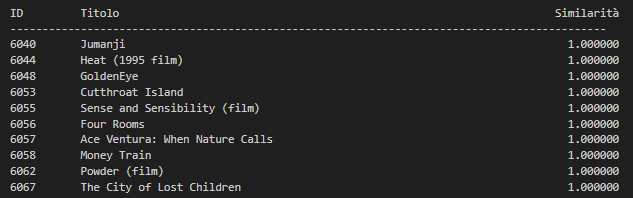 ID Titolo Similarità
------------------------------------------------------------------------------------------
6040 Jumanji 1.000000
6044 Heat (1995 film) 1.000000
6048 GoldenEye 1.000000
6053 Cutthroat Island 1.000000
6055 Sense and Sensibility (film) 1.000000
6056 Four Rooms 1.000000
6057 Ace Ventura: When Nature Calls 1.000000
6058 Money Train 1.000000
6062 Powder (film) 1.000000
6067 The City of Lost Children 1.000000